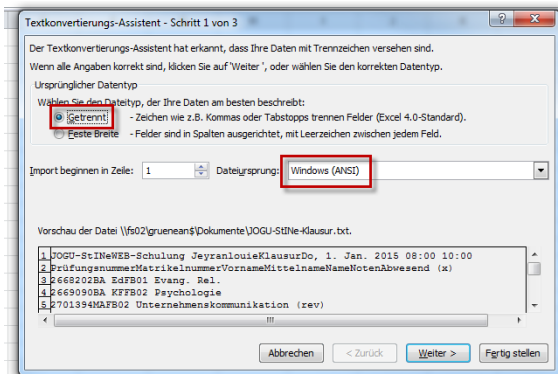 Textkonvertierungs-Assistent - Schritt 1 von 3
Der Textkonvertierungs-Assistent hat erkannt, dass Ihre Daten mit Trennzeichen versehen sind.
Wenn alle Angaben korrekt sind, klicken Sie auf 'Weiter ', oder wählen Sie den korrekten Datentyp.
Ursprünglicher Datentyp
Wählen Sie den Dateityp, der Ihre Daten am besten beschreibt:
Getrennt - Zeichen wie z.B. Kommas oder Tabstopps trennen Felder (Excel 4.0-Standard).
Feste Breite - Felder sind in Spalten ausgerichtet, mit Leerzeichen zwischen jedem Feld.
Import beginnen in Zeile: 1 Dateiursprung: Windows (ANSI)
Vorschau der Datei \\fs02\gruenean$\Dokumente\JOGU-StINe-Klausur.txt.
1 JOGU-StINeWEB-Schulung JeyranlouieKlausurDo, 1. Jan. 2015 08:00 10:00
2 PrüfungsnummerMatrikelnummerVornameMittelnameNameNotenAbwesend (x)
3 2668202BA EdFB01 Evang. Rel.
4 2669090BA KFFB02 Psychologie
5 2701394MAFB02 Unternehmenskommunikation (rev)
Abbrechen < Zurück Weiter > Fertig stellen